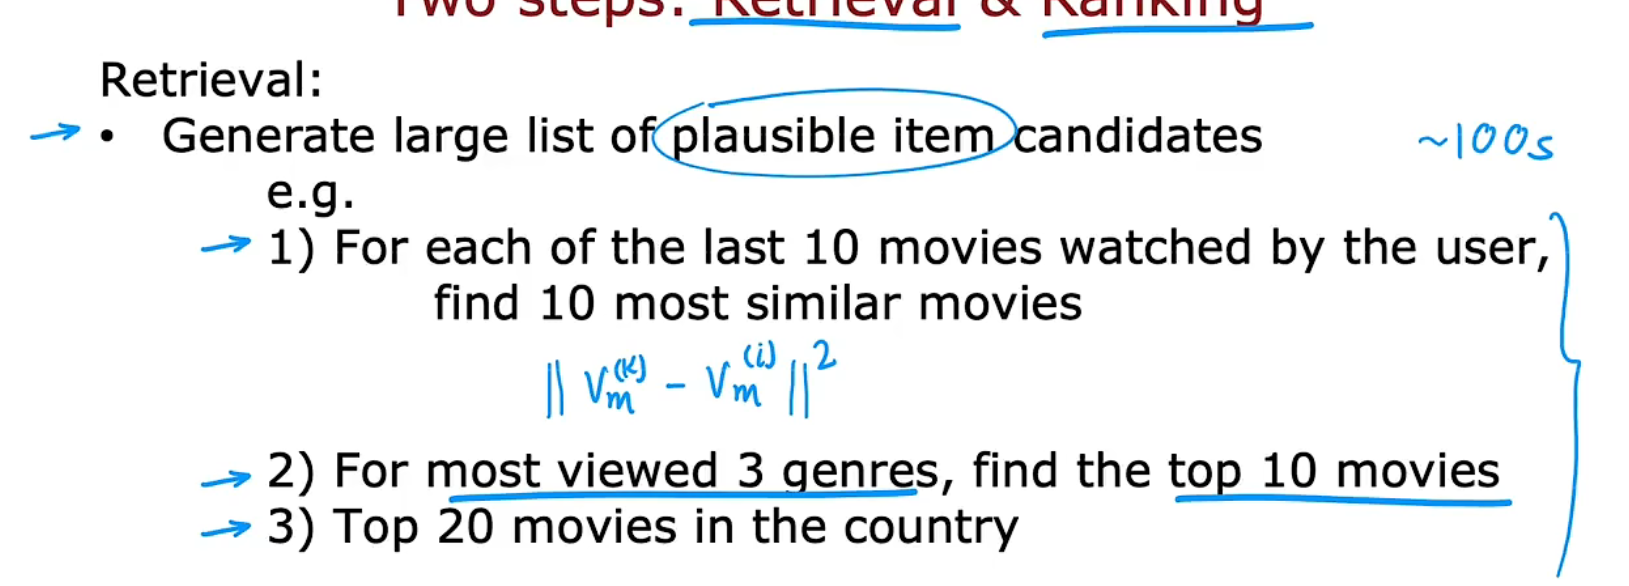 Two steps: Retrieval & Ranking
Retrieval:
• Generate large list of plausible item candidates ~100s
e.g.
1) For each of the last 10 movies watched by the user,
find 10 most similar movies
|| v_m^(k) - v_m^(i) ||^2
2) For most viewed 3 genres, find the top 10 movies
3) Top 20 movies in the country